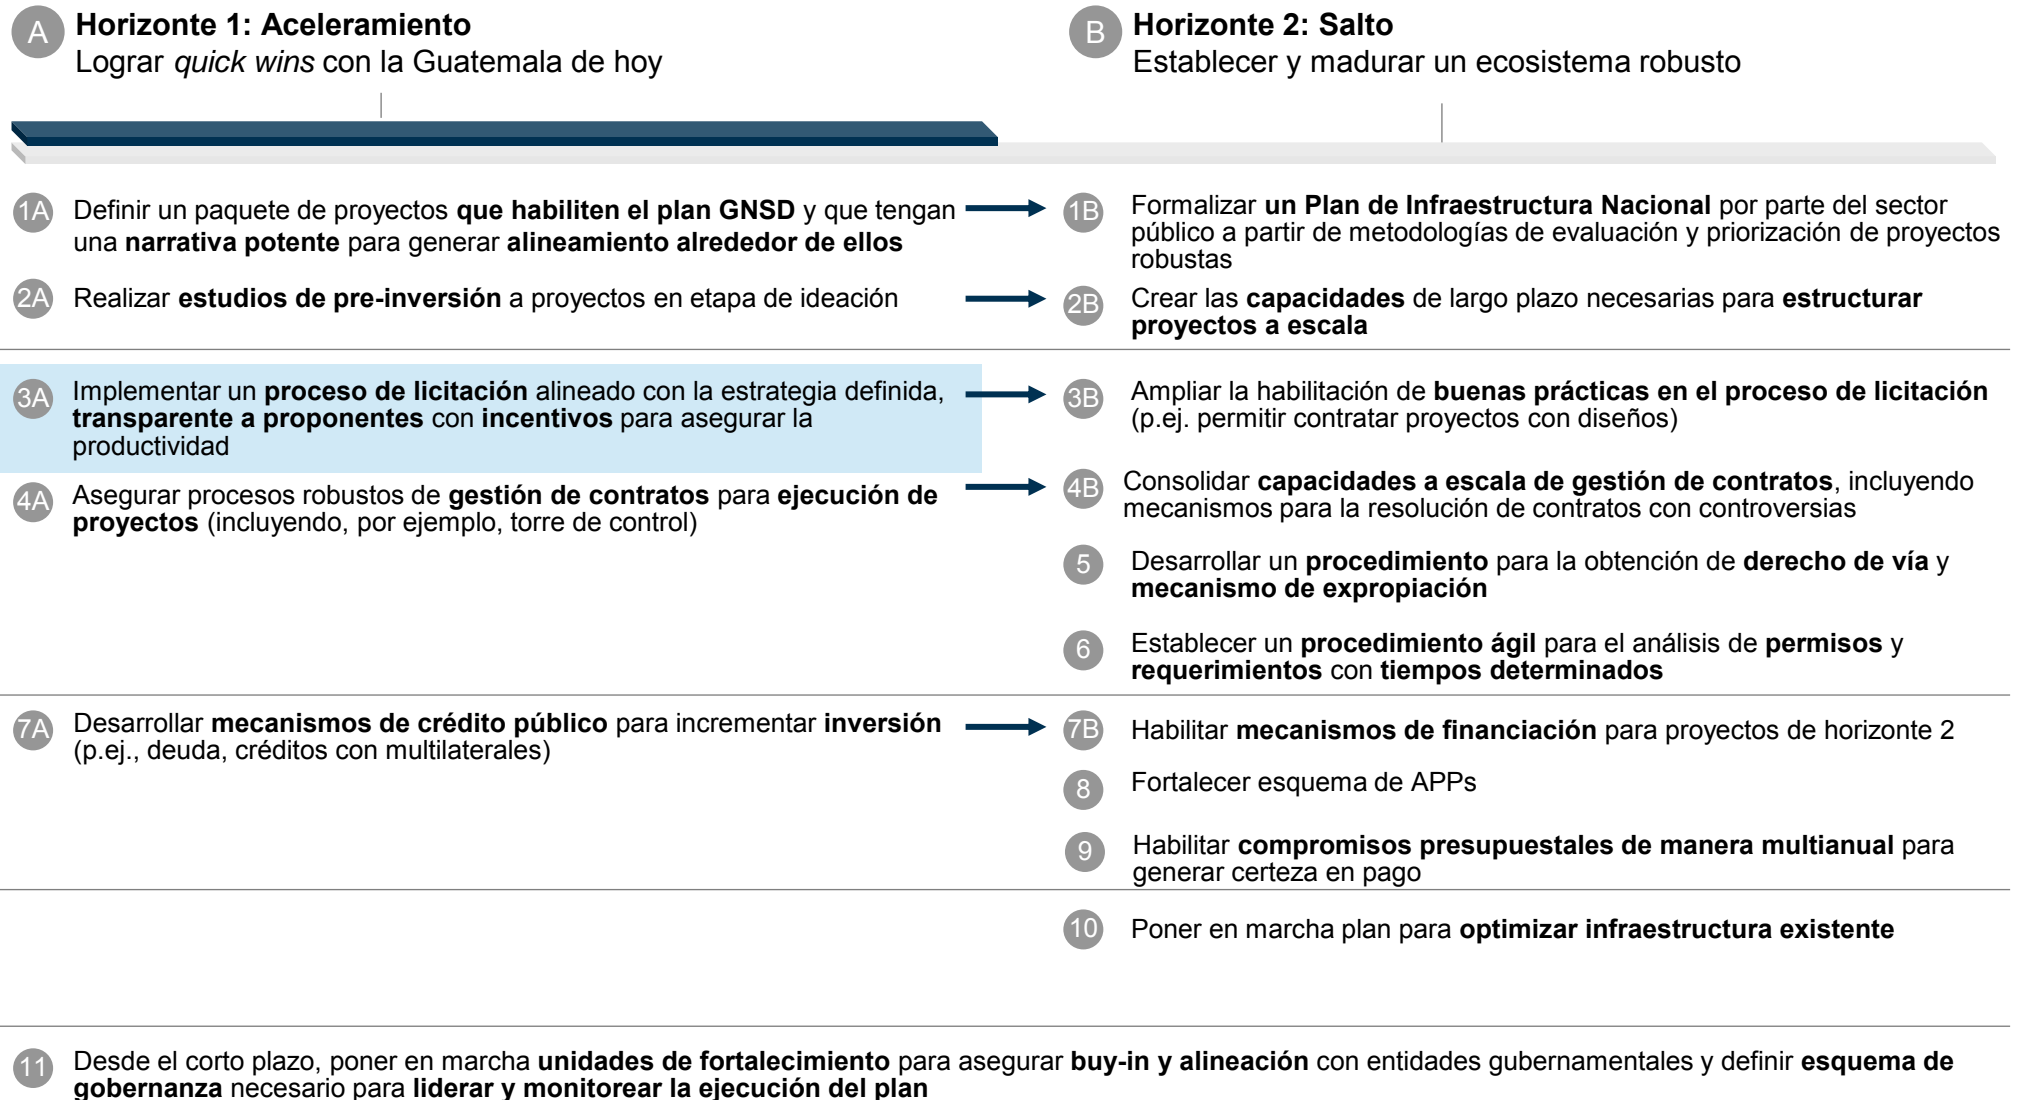 A
Horizonte 1: Aceleramiento
Lograr quick wins con la Guatemala de hoy
B
Horizonte 2: Salto
Establecer y madurar un ecosistema robusto
1A
Definir un paquete de proyectos que habiliten el plan GNSD y que tengan
una narrativa potente para generar alineamiento alrededor de ellos
1B
Formalizar un Plan de Infraestructura Nacional por parte del sector
público a partir de metodologías de evaluación y priorización de proyectos
robustas
2A
Realizar estudios de pre-inversión a proyectos en etapa de ideación
2B
Crear las capacidades de largo plazo necesarias para estructurar
proyectos a escala
3A
Implementar un proceso de licitación alineado con la estrategia definida,
transparente a proponentes con incentivos para asegurar la
productividad
3B
Ampliar la habilitación de buenas prácticas en el proceso de licitación
(p.ej. permitir contratar proyectos con diseños)
4A
Asegurar procesos robustos de gestión de contratos para ejecución de
proyectos (incluyendo, por ejemplo, torre de control)
4B
Consolidar capacidades a escala de gestión de contratos, incluyendo
mecanismos para la resolución de contratos con controversias
5
Desarrollar un procedimiento para la obtención de derecho de vía y
mecanismo de expropiación
6
Establecer un procedimiento ágil para el análisis de permisos y
requerimientos con tiempos determinados
7A
Desarrollar mecanismos de crédito público para incrementar inversión
(p.ej., deuda, créditos con multilaterales)
7B
Habilitar mecanismos de financiación para proyectos de horizonte 2
8
Fortalecer esquema de APPs
9
Habilitar compromisos presupuestales de manera multianual para
generar certeza en pago
10
Poner en marcha plan para optimizar infraestructura existente
11
Desde el corto plazo, poner en marcha unidades de fortalecimiento para asegurar buy-in y alineación con entidades gubernamentales y definir esquema de
gobernanza necesario para liderar y monitorear la ejecución del plan